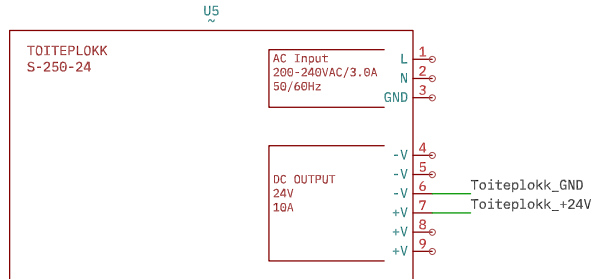 U5
~
TOITEPLOKK
S-250-24
AC Input
200-240VAC/3.0A
50/60Hz
L 1
N 2
GND 3
DC OUTPUT
24V
10A
-V 4
-V 5
-V 6 Toiteplokk_GND
+V 7 Toiteplokk_+24V
+V 8
+V 9